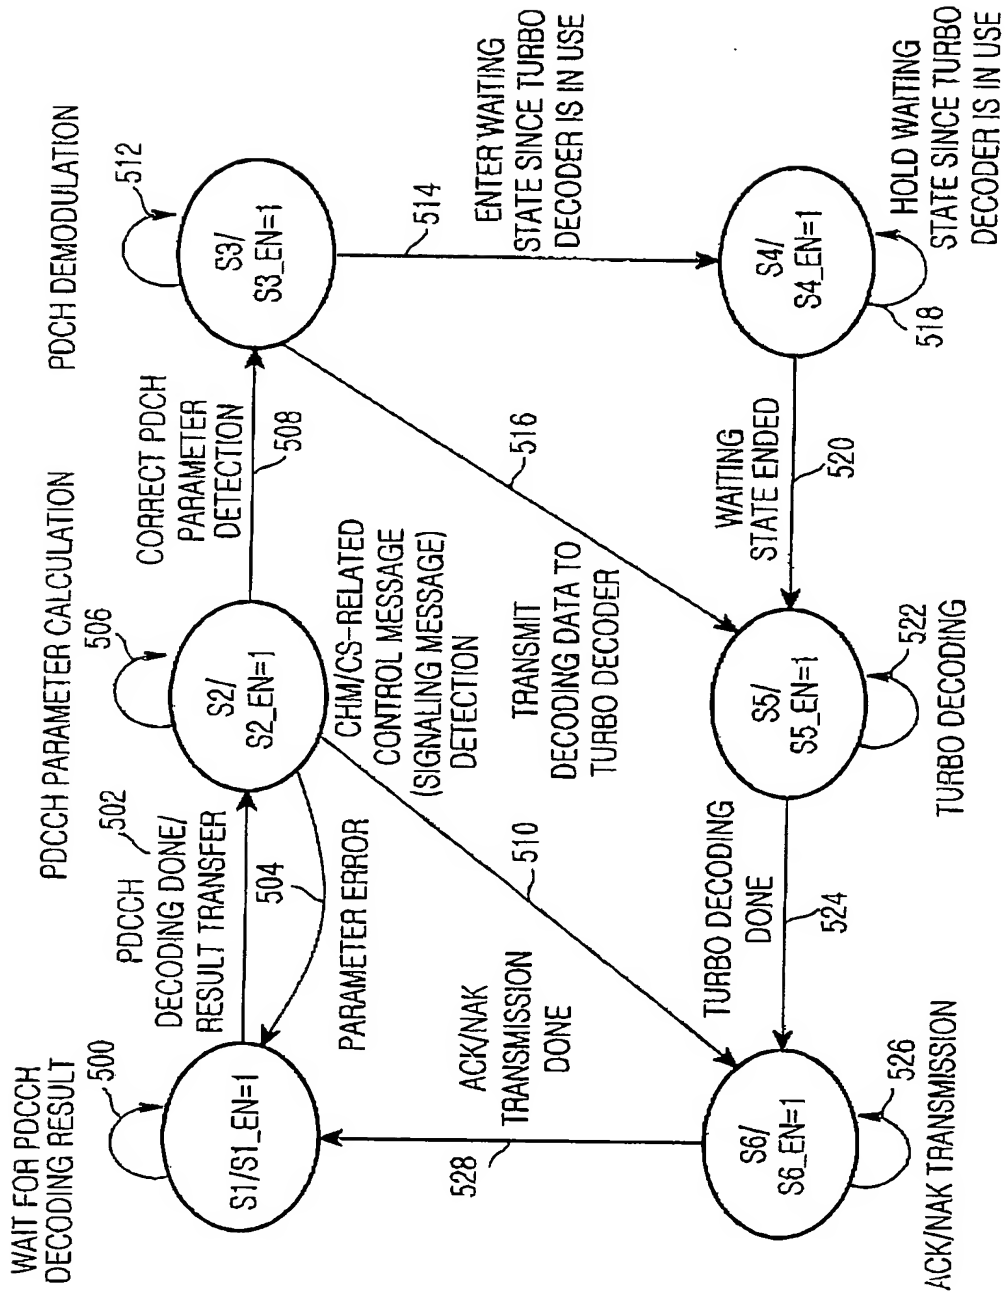 WAIT FOR PDCCH
DECODING RESULT
500
S1/S1_EN=1
PDCCH
DECODING DONE/
RESULT TRANSFER
502
504
PARAMETER ERROR
PDCCH PARAMETER CALCULATION
506
S2/
S2_EN=1
CORRECT PDCH
PARAMETER
DETECTION
508
CHM/CS-RELATED
CONTROL MESSAGE
(SIGNALING MESSAGE)
DETECTION
510
PDCH DEMODULATION
512
S3/
S3_EN=1
514
ENTER WAITING
STATE SINCE TURBO
DECODER IS IN USE
516
TRANSMIT
DECODING DATA TO
TURBO DECODER
S4/
S4_EN=1
518
HOLD WAITING
STATE SINCE TURBO
DECODER IS IN USE
WAITING
STATE ENDED
520
S5/
S5_EN=1
522
TURBO DECODING
TURBO DECODING
DONE
524
S6/
S6_EN=1
526
ACK/NAK TRANSMISSION
ACK/NAK
TRANSMISSION
DONE
528